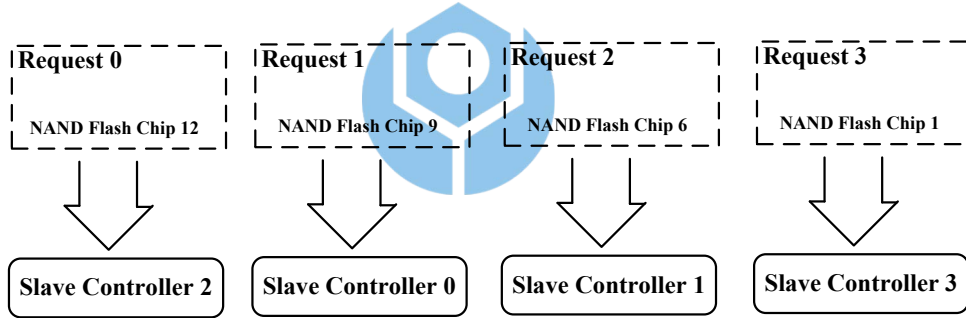 Request 0
NAND Flash Chip 12
Request 1
NAND Flash Chip 9
Request 2
NAND Flash Chip 6
Request 3
NAND Flash Chip 1
Slave Controller 2
Slave Controller 0
Slave Controller 1
Slave Controller 3